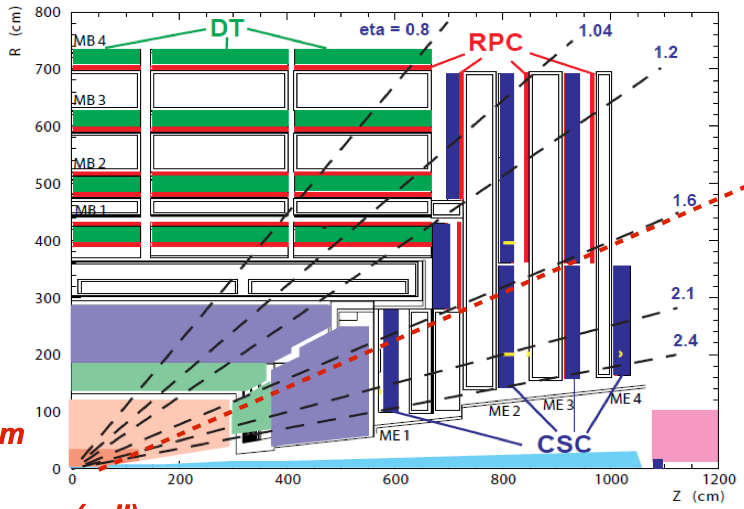 R (cm)
800
700
600
500
400
300
200
100
0
MB 4
MB 3
MB 2
MB 1
DT
eta = 0.8
RPC
1.04
1.2
1.6
2.1
2.4
ME 1
ME 2
ME 3
ME 4
CSC
m
0
200
400
600
800
1000
1200
Z (cm)